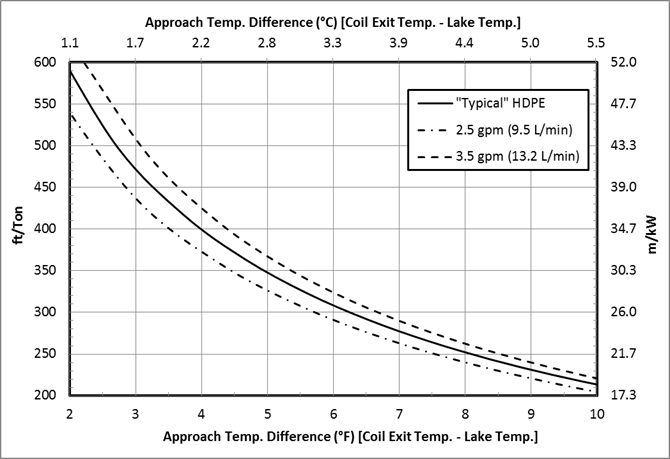 Approach Temp. Difference (°C) [Coil Exit Temp. - Lake Temp.]
1.1 1.7 2.2 2.8 3.3 3.9 4.4 5.0 5.5
600 52.0
550 47.7
500 43.3
450 39.0
400 34.7
350 30.3
300 26.0
250 21.7
200 17.3
ft/Ton
m/kW
"Typical" HDPE
2.5 gpm (9.5 L/min)
3.5 gpm (13.2 L/min)
2 3 4 5 6 7 8 9 10
Approach Temp. Difference (°F) [Coil Exit Temp. - Lake Temp.]